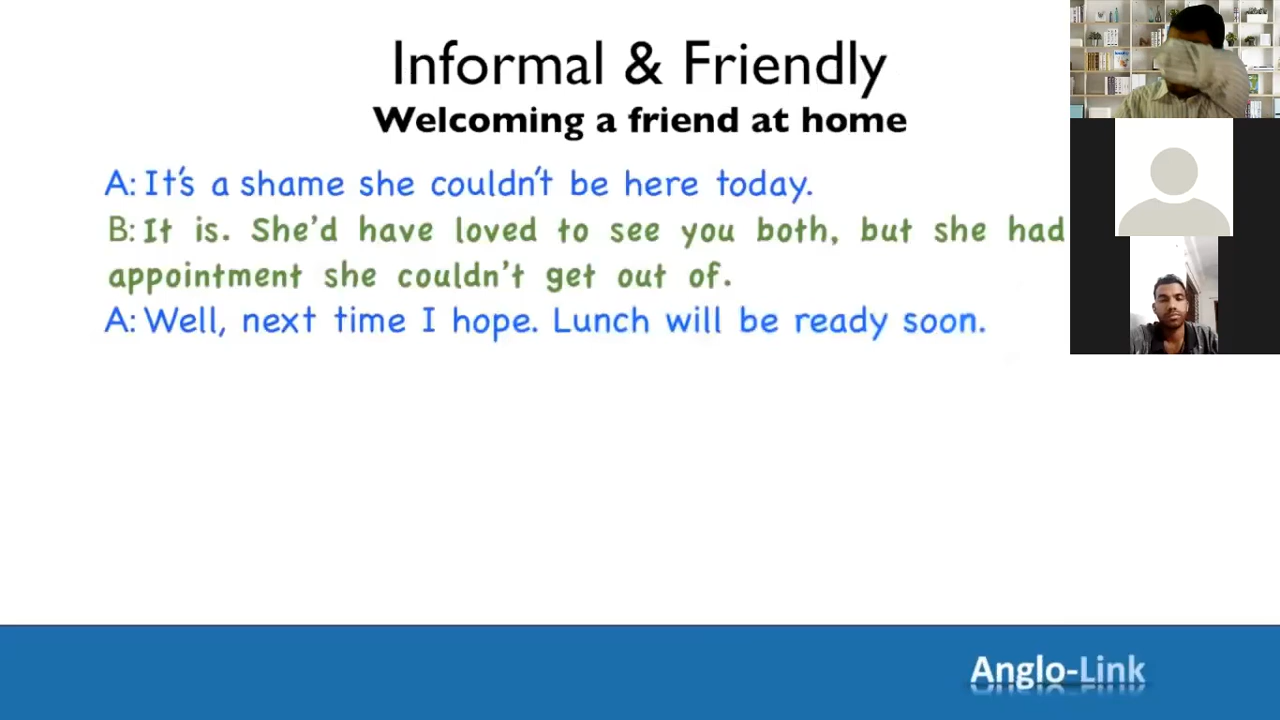 Informal & Friendly
Welcoming a friend at home
A: It's a shame she couldn't be here today.
B: It is. She'd have loved to see you both, but she had
appointment she couldn't get out of.
A: Well, next time I hope. Lunch will be ready soon.
Anglo-Link